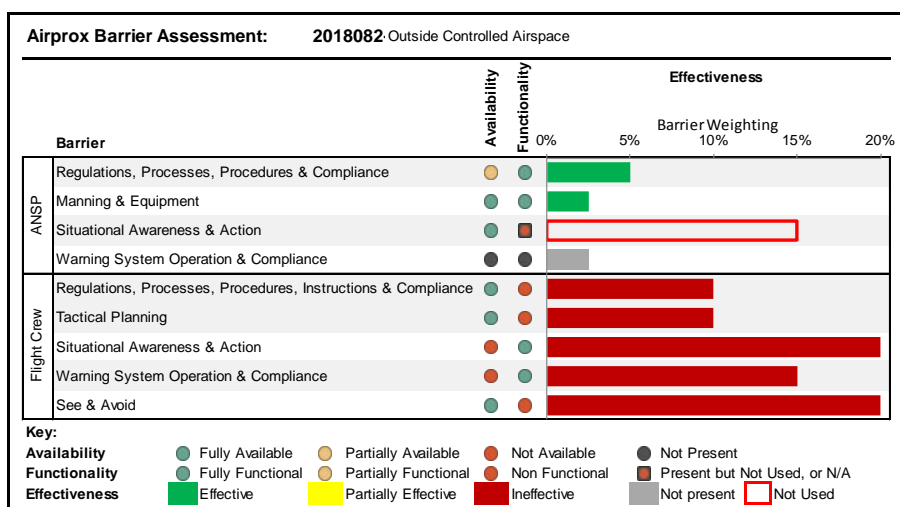 Airprox Barrier Assessment: 2018082 Outside Controlled Airspace
Availability
Functionality
Effectiveness
Barrier Weighting
Barrier
0% 5% 10% 15% 20%
ANSP
Regulations, Processes, Procedures & Compliance
Manning & Equipment
Situational Awareness & Action
Warning System Operation & Compliance
Flight Crew
Regulations, Processes, Procedures, Instructions & Compliance
Tactical Planning
Situational Awareness & Action
Warning System Operation & Compliance
See & Avoid
Key:
Availability Fully Available Partially Available Not Available Not Present
Functionality Fully Functional Partially Functional Non Functional Present but Not Used, or N/A
Effectiveness Effective Partially Effective Ineffective Not present Not Used